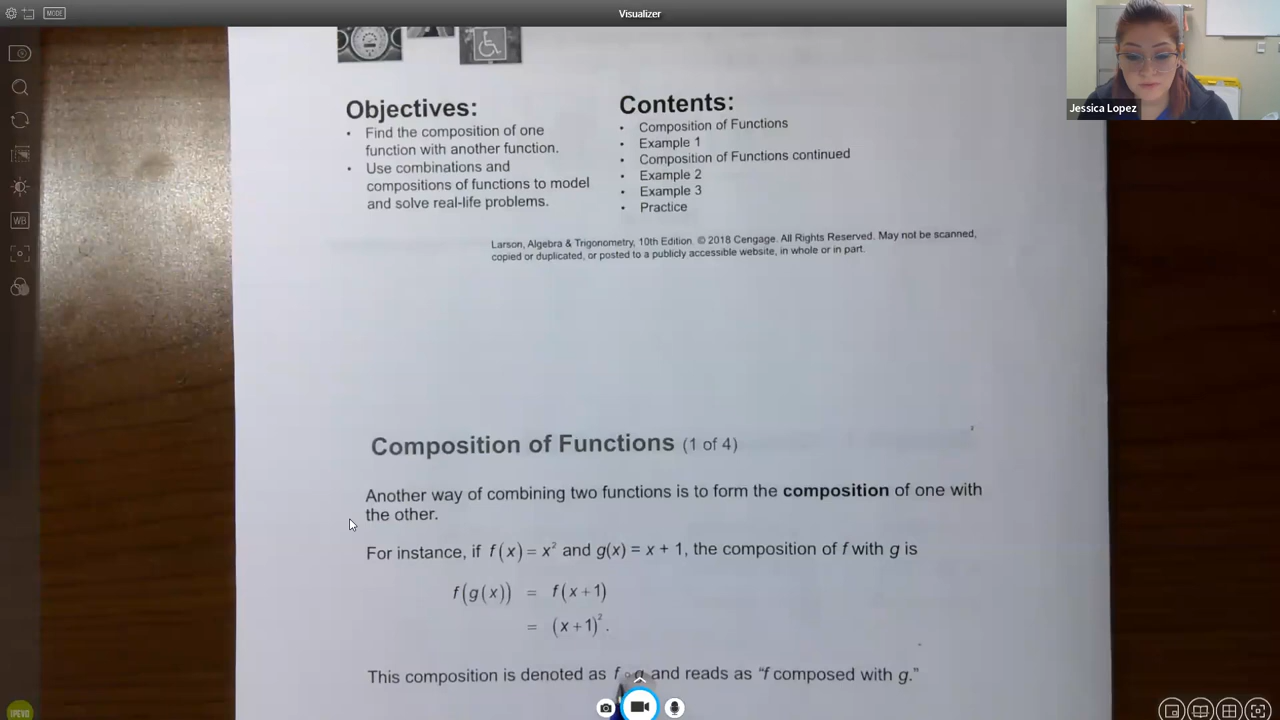 MODE
Visualizer
Jessica Lopez
WB
Objectives:
• Find the composition of one
function with another function.
• Use combinations and
compositions of functions to model
and solve real-life problems.
Contents:
• Composition of Functions
• Example 1
• Composition of Functions continued
• Example 2
• Example 3
• Practice
Larson, Algebra & Trigonometry, 10th Edition. © 2018 Cengage. All Rights Reserved. May not be scanned,
copied or duplicated, or posted to a publicly accessible website, in whole or in part.
Composition of Functions (1 of 4)
Another way of combining two functions is to form the composition of one with
the other.
For instance, if f(x) = x² and g(x) = x + 1, the composition of f with g is
f(g(x)) = f(x+1)
= (x+1)².
This composition is denoted as f ∘ g and reads as “f composed with g.”
IPEVO